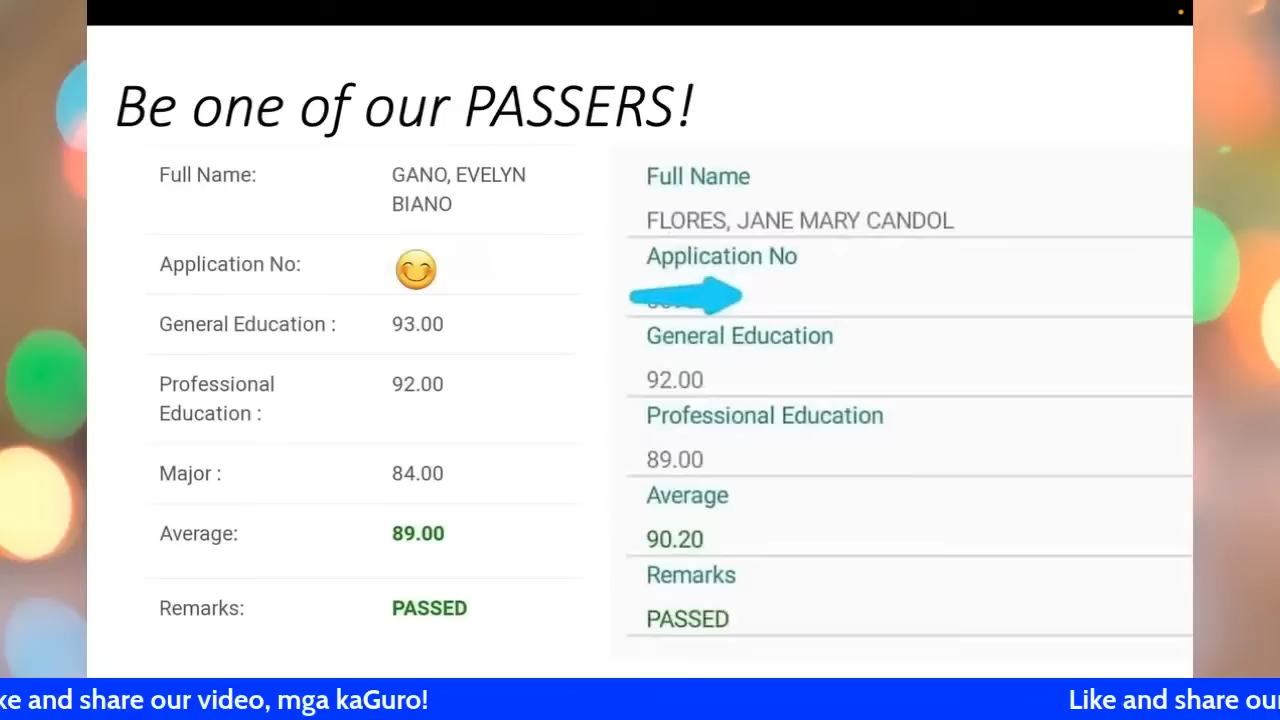 Be one of our PASSERS!
Full Name: GANO, EVELYN
BIANO
Application No:
General Education : 93.00
Professional 92.00
Education :
Major : 84.00
Average: 89.00
Remarks: PASSED
Full Name
FLORES, JANE MARY CANDOL
Application No
General Education
92.00
Professional Education
89.00
Average
90.20
Remarks
PASSED
ke and share our video, mga kaGuro! Like and share our